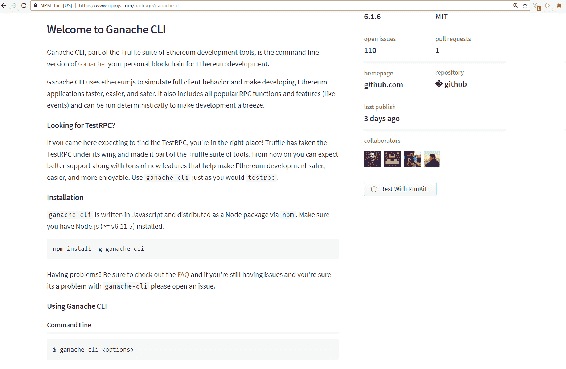 Welcome to Ganache CLI
Ganache CLI, part of the Truffle suite of Ethereum development tools, is the command line
version of Ganache, your personal blockchain for Ethereum development.
Ganache CLI uses ethereumjs to simulate full client behavior and make developing Ethereum
applications faster, easier, and safer. It also includes all popular RPC functions and features (like
events) and can be run deterministically to make development a breeze.
Looking for TestRPC?
If you came here expecting to find the TestRPC, you're in the right place! Truffle has taken the
TestRPC under its wing and made it part of the Truffle suite of tools. From now on you can expect
better support along with tons of new features that help make Ethereum development safer,
easier, and more enjoyable. Use ganache-cli just as you would testrpc.
Installation
ganache-cli is written in Javascript and distributed as a Node package via npm. Make sure
you have Node.js installed.
npm install -g ganache-cli
Having problems? Be sure to check out the FAQ and if you're still having issues and you're sure
its a problem with ganache-cli please open an issue.
Using Ganache CLI
Command Line
$ ganache-cli <options>
6.1.6
MIT
open issues
pull requests
110
1
homepage
repository
github.com
github
last publish
3 days ago
collaborators
Test With RunKit